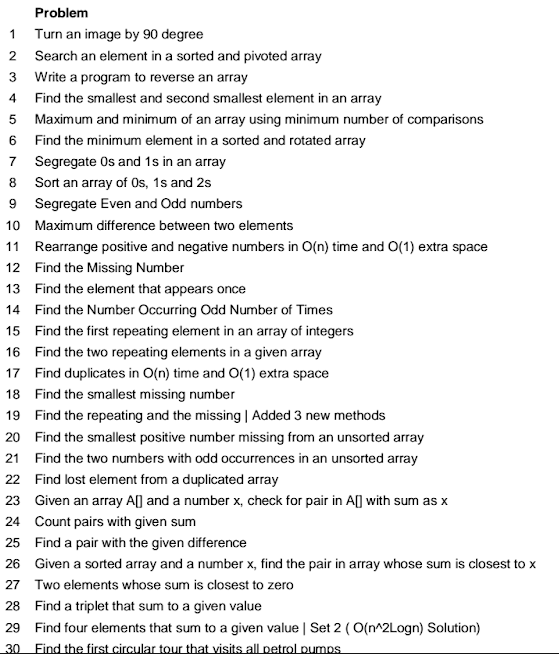 Problem
1 Turn an image by 90 degree
2 Search an element in a sorted and pivoted array
3 Write a program to reverse an array
4 Find the smallest and second smallest element in an array
5 Maximum and minimum of an array using minimum number of comparisons
6 Find the minimum element in a sorted and rotated array
7 Segregate 0s and 1s in an array
8 Sort an array of 0s, 1s and 2s
9 Segregate Even and Odd numbers
10 Maximum difference between two elements
11 Rearrange positive and negative numbers in O(n) time and O(1) extra space
12 Find the Missing Number
13 Find the element that appears once
14 Find the Number Occurring Odd Number of Times
15 Find the first repeating element in an array of integers
16 Find the two repeating elements in a given array
17 Find duplicates in O(n) time and O(1) extra space
18 Find the smallest missing number
19 Find the repeating and the missing | Added 3 new methods
20 Find the smallest positive number missing from an unsorted array
21 Find the two numbers with odd occurrences in an unsorted array
22 Find lost element from a duplicated array
23 Given an array A[] and a number x, check for pair in A[] with sum as x
24 Count pairs with given sum
25 Find a pair with the given difference
26 Given a sorted array and a number x, find the pair in array whose sum is closest to x
27 Two elements whose sum is closest to zero
28 Find a triplet that sum to a given value
29 Find four elements that sum to a given value | Set 2 ( O(n^2Logn) Solution)
30 Find the first circular tour that visits all petrol pumps